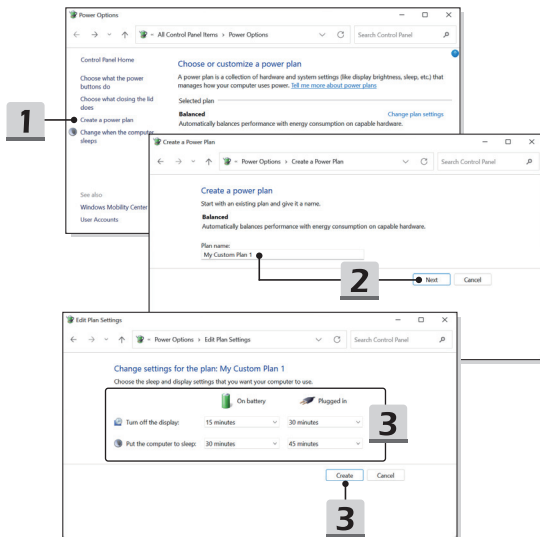 Power Options
All Control Panel Items > Power Options
Search Control Panel
Control Panel Home
Choose what the power
buttons do
Choose what closing the lid
does
Create a power plan
Change when the computer
sleeps
See also
Windows Mobility Center
User Accounts
Choose or customize a power plan
A power plan is a collection of hardware and system settings (like display brightness, sleep, etc.) that
manages how your computer uses power. Tell me more about power plans
Selected plan
Balanced
Change plan settings
Automatically balances performance with energy consumption on capable hardware.
1
Create a Power Plan
Power Options > Create a Power Plan
Search Control Panel
Create a power plan
Start with an existing plan and give it a name.
Balanced
Automatically balances performance with energy consumption on capable hardware.
Plan name:
My Custom Plan 1
2
Next
Cancel
Edit Plan Settings
Power Options > Edit Plan Settings
Search Control Panel
Change settings for the plan: My Custom Plan 1
Choose the sleep and display settings that you want your computer to use.
On battery
Plugged in
Turn off the display: 15 minutes 30 minutes
Put the computer to sleep: 30 minutes 45 minutes
3
Create
Cancel
3